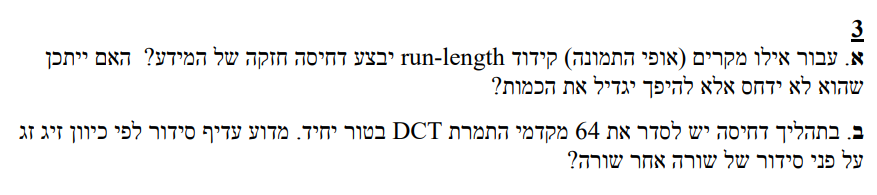 3
א. עבור אילו מקרים (אופי התמונה) קידוד run-length יבצע דחיסה חזקה של המידע? האם ייתכן
שהוא לא ידחס אלא להיפך יגדיל את הכמות?
ב. בתהליך דחיסה יש לסדר את 64 מקדמי התמרת DCT בטור יחיד. מדוע עדיף סידור לפי כיוון זיג זג
על פני סידור של שורה אחר שורה?